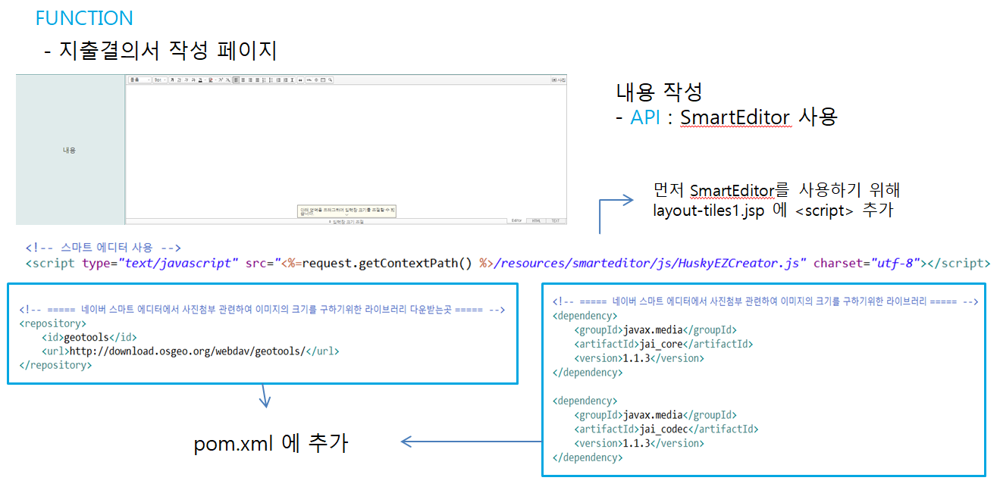 FUNCTION
- 지출결의서 작성 페이지
내용 작성
- API : SmartEditor 사용
내용
먼저 SmartEditor를 사용하기 위해
layout-tiles1.jsp 에 <script> 추가
Editor HTML TEXT
<!-- 스마트 에디터 사용 -->
<script type="text/javascript" src="<%=request.getContextPath() %>/resources/smarteditor/js/HuskyEZCreator.js" charset="utf-8"></script>
<!-- ===== 네이버 스마트 에디터에서 사진첨부 관련하여 이미지의 크기를 구하기위한 라이브러리 다운받는곳 ===== -->
<repository>
<id>geotools</id>
<url>http://download.osgeo.org/webdav/geotools/</url>
</repository>
<!-- ===== 네이버 스마트 에디터에서 사진첨부 관련하여 이미지의 크기를 구하기위한 라이브러리 ===== -->
<dependency>
<groupId>javax.media</groupId>
<artifactId>jai_core</artifactId>
<version>1.1.3</version>
</dependency>
<dependency>
<groupId>javax.media</groupId>
<artifactId>jai_codec</artifactId>
<version>1.1.3</version>
</dependency>
pom.xml 에 추가